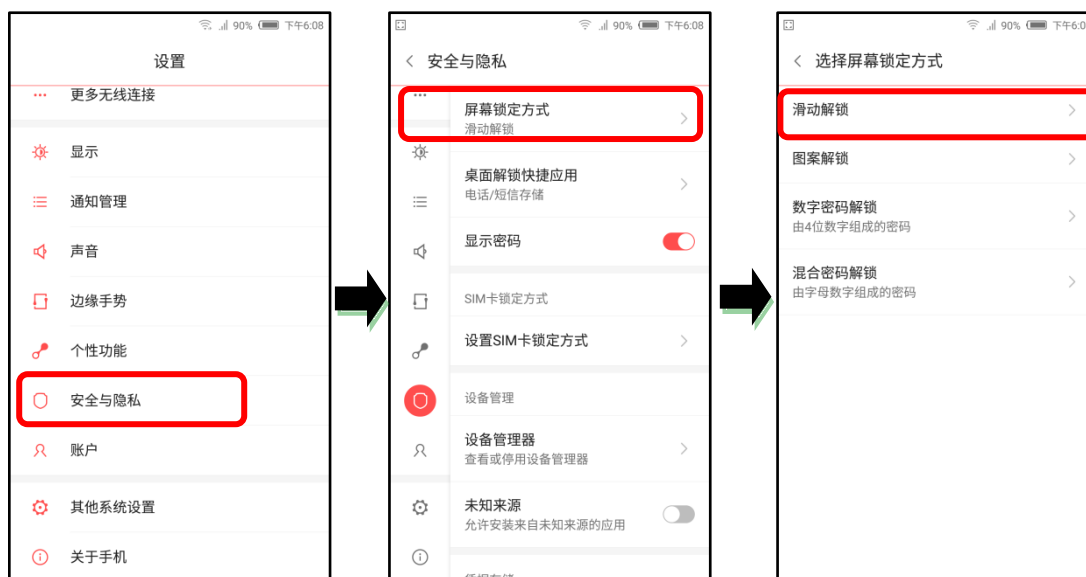 90% 下午6:08
设置
更多无线连接
显示
通知管理
声音
边缘手势
个性功能
安全与隐私
账户
其他系统设置
关于手机
90% 下午6:08
安全与隐私
屏幕锁定方式
滑动解锁
桌面解锁快捷应用
电话/短信存储
显示密码
SIM卡锁定方式
设置SIM卡锁定方式
设备管理
设备管理器
查看或停用设备管理器
未知来源
允许安装来自未知来源的应用
90% 下午6:0
选择屏幕锁定方式
滑动解锁
图案解锁
数字密码解锁
由4位数字组成的密码
混合密码解锁
由字母数字组成的密码